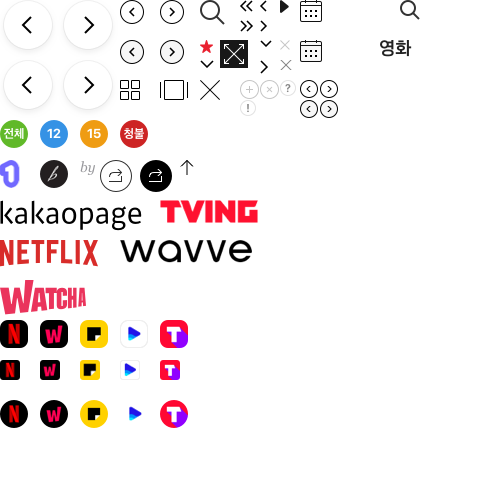 영화
?
!
전체 12 15 청불
by
kakaopage TVING
NETFLIX wavve
WATCHA
N W T
N W T
N W T